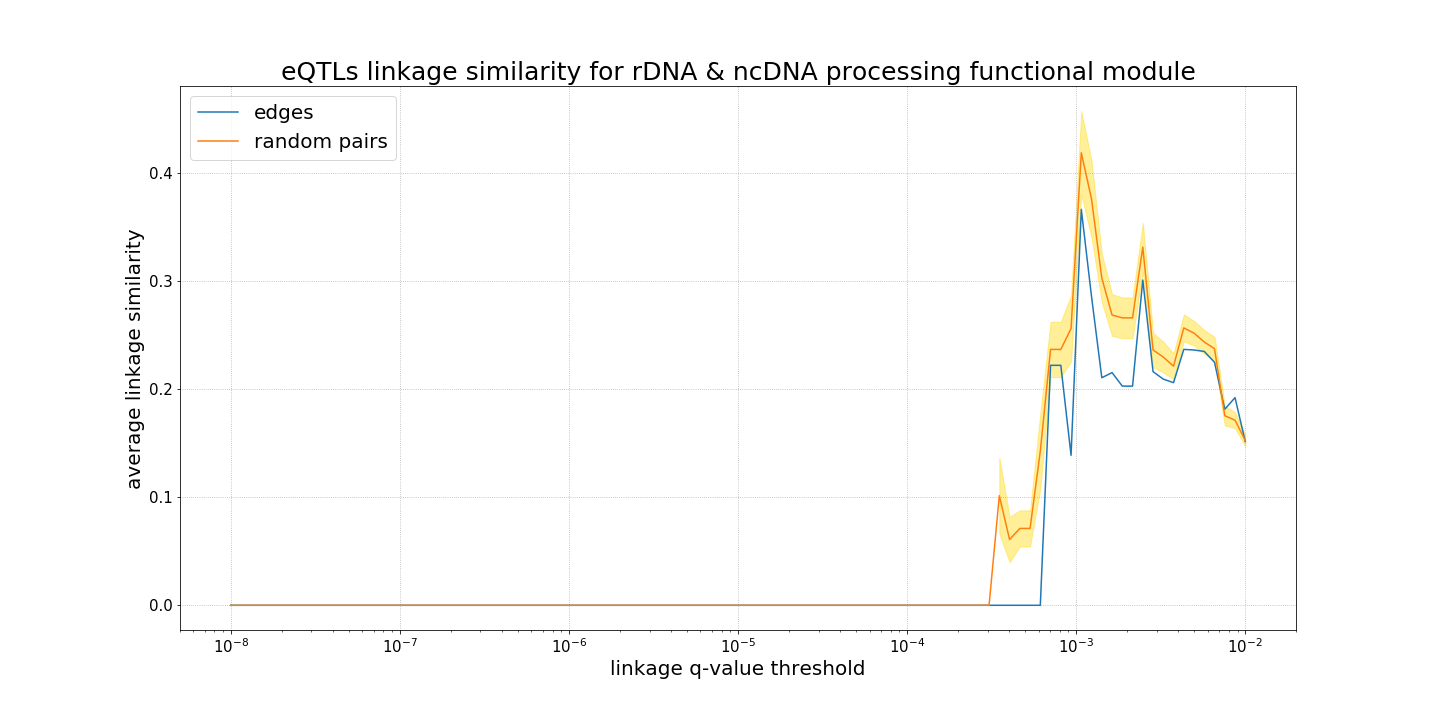 eQTLs linkage similarity for rDNA & ncDNA processing functional module
edges
random pairs
0.4
0.3
0.2
0.1
0.0
average linkage similarity
10⁻⁸ 10⁻⁷ 10⁻⁶ 10⁻⁵ 10⁻⁴ 10⁻³ 10⁻²
linkage q-value threshold